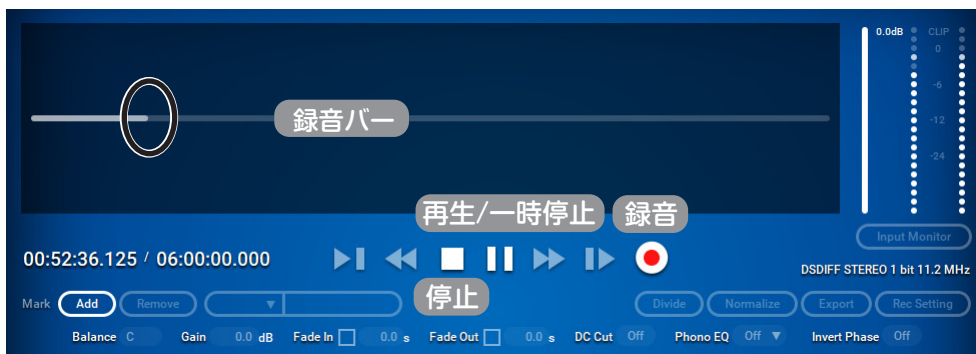 0.0dB CLIP
0
-6
録音バー
-12
-24
再生/一時停止 録音
Input Monitor
00:52:36.125 / 06:00:00.000
DSDIFF STEREO 1 bit 11.2 MHz
停止
Mark Add Remove Divide Normalize Export Rec Setting
Balance C Gain 0.0 dB Fade In 0.0 s Fade Out 0.0 s DC Cut Off Phono EQ Off Invert Phase Off